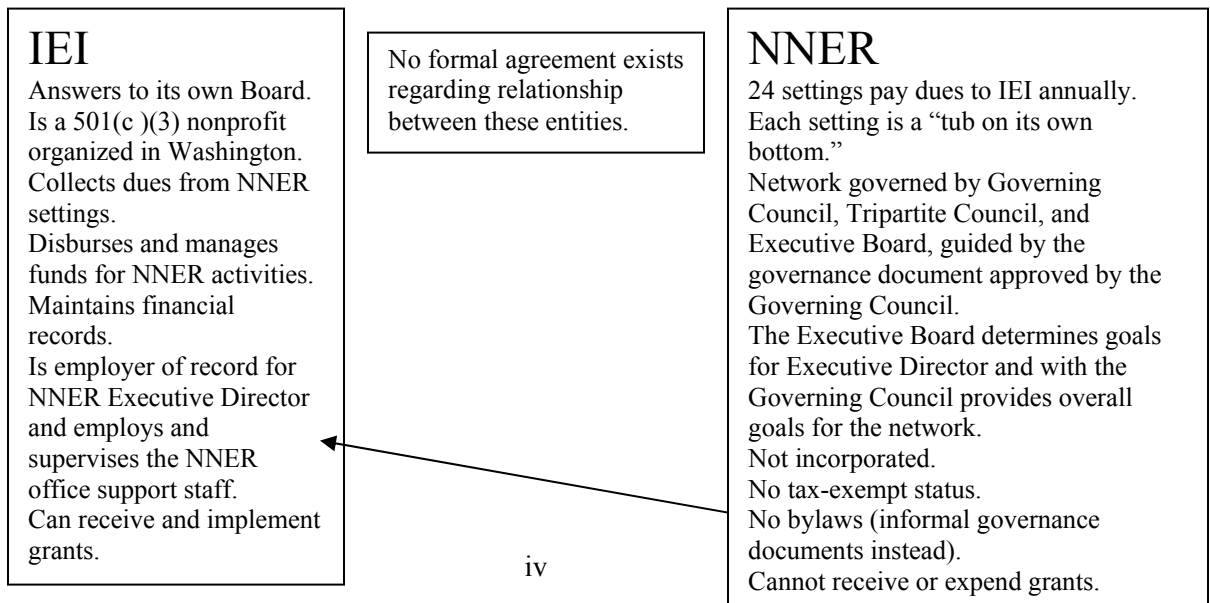 IEI
Answers to its own Board.
Is a 501(c )(3) nonprofit
organized in Washington.
Collects dues from NNER
settings.
Disburses and manages
funds for NNER activities.
Maintains financial
records.
Is employer of record for
NNER Executive Director
and employs and
supervises the NNER
office support staff.
Can receive and implement
grants.
No formal agreement exists
regarding relationship
between these entities.
NNER
24 settings pay dues to IEI annually.
Each setting is a “tub on its own
bottom.”
Network governed by Governing
Council, Tripartite Council, and
Executive Board, guided by the
governance document approved by the
Governing Council.
The Executive Board determines goals
for Executive Director and with the
Governing Council provides overall
goals for the network.
Not incorporated.
No tax-exempt status.
No bylaws (informal governance
documents instead).
Cannot receive or expend grants.
iv